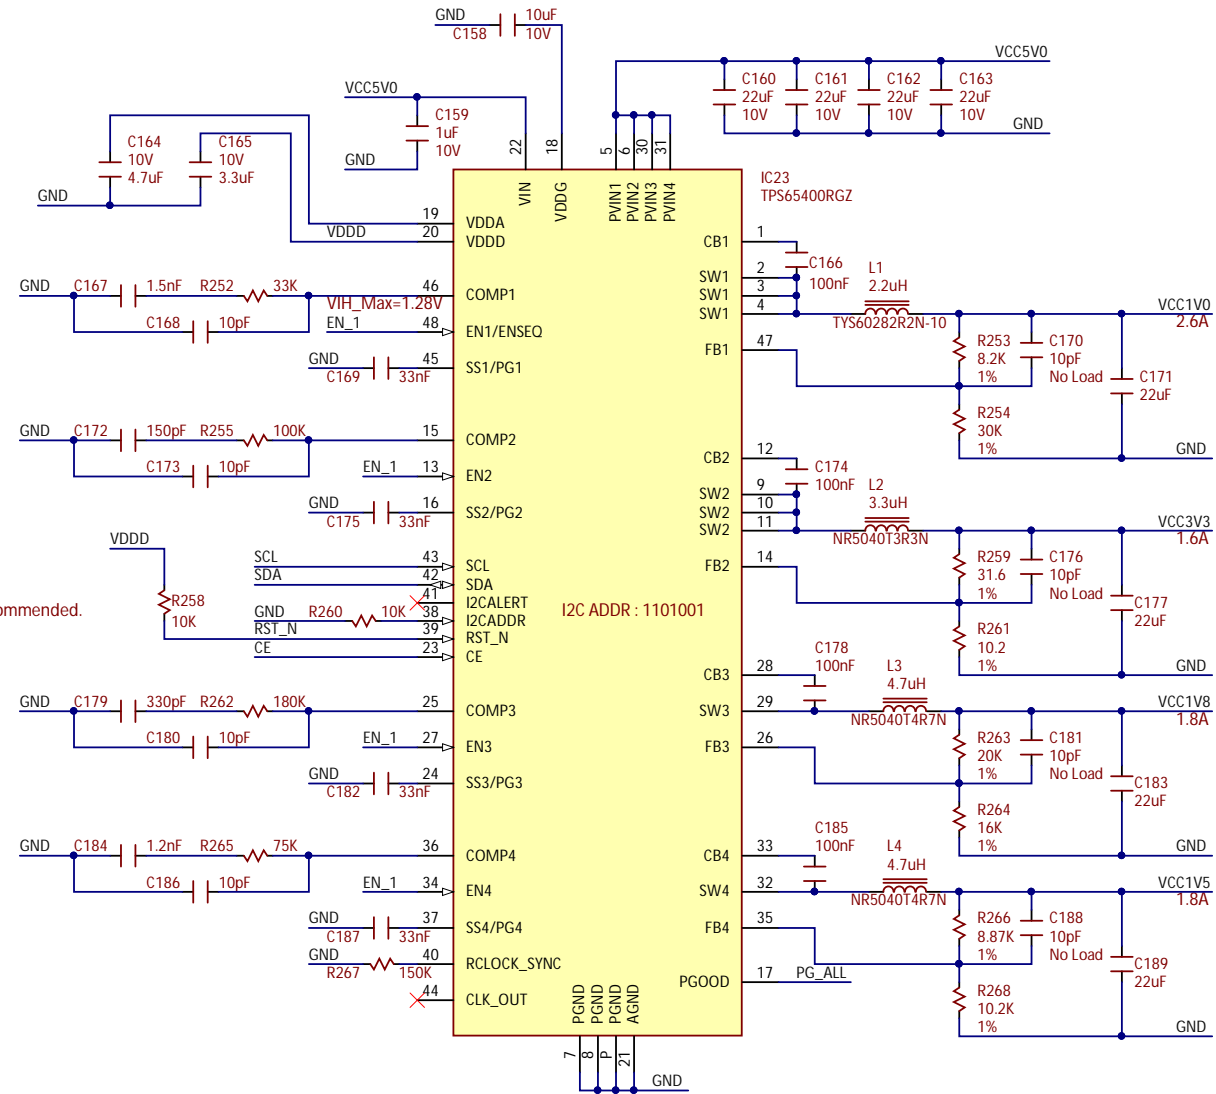 GND
C158
10uF
10V
VCC5V0
C159
1uF
10V
GND
VCC5V0
C160
22uF
10V
C161
22uF
10V
C162
22uF
10V
C163
22uF
10V
GND
C164
10V
4.7uF
C165
10V
3.3uF
GND
IC23
TPS65400RGZ
22
VIN
18
VDDG
5
PVIN1
6
PVIN2
30
PVIN3
31
PVIN4
19
VDDA
VDDD
20
VDDD
GND
C167
1.5nF
R252
33K
C168
10pF
46
COMP1
VIH_Max=1.28V
EN_1
48
EN1/ENSEQ
GND
C169
33nF
45
SS1/PG1
GND
C172
150pF
R255
100K
C173
10pF
15
COMP2
EN_1
13
EN2
GND
C175
33nF
16
SS2/PG2
VDDD
R258
10K
ommended.
SCL
43
SCL
SDA
42
SDA
41
I2CALERT
GND
R260
10K
38
I2CADDR
RST_N
39
RST_N
CE
23
CE
I2C ADDR : 1101001
GND
C179
330pF
R262
180K
C180
10pF
25
COMP3
EN_1
27
EN3
GND
C182
33nF
24
SS3/PG3
GND
C184
1.2nF
R265
75K
C186
10pF
36
COMP4
EN_1
34
EN4
GND
C187
33nF
37
SS4/PG4
GND
R267
150K
40
RCLOCK_SYNC
44
CLK_OUT
CB1
1
C166
100nF
SW1
2
SW1
3
SW1
4
L1
2.2uH
TYS60282R2N-10
VCC1V0
2.6A
FB1
47
R253
8.2K
1%
C170
10pF
No Load
C171
22uF
R254
30K
1%
GND
CB2
12
C174
100nF
SW2
9
SW2
10
SW2
11
L2
3.3uH
NR5040T3R3N
VCC3V3
1.6A
FB2
14
R259
31.6
1%
C176
10pF
No Load
C177
22uF
R261
10.2
1%
GND
CB3
28
C178
100nF
SW3
29
L3
4.7uH
NR5040T4R7N
VCC1V8
1.8A
FB3
26
R263
20K
1%
C181
10pF
No Load
C183
22uF
R264
16K
1%
GND
CB4
33
C185
100nF
SW4
32
L4
4.7uH
NR5040T4R7N
VCC1V5
1.8A
FB4
35
R266
8.87K
1%
C188
10pF
No Load
C189
22uF
R268
10.2K
1%
GND
PGOOD
17
PG_ALL
PGND
7
PGND
8
PGND
P
AGND
21
GND